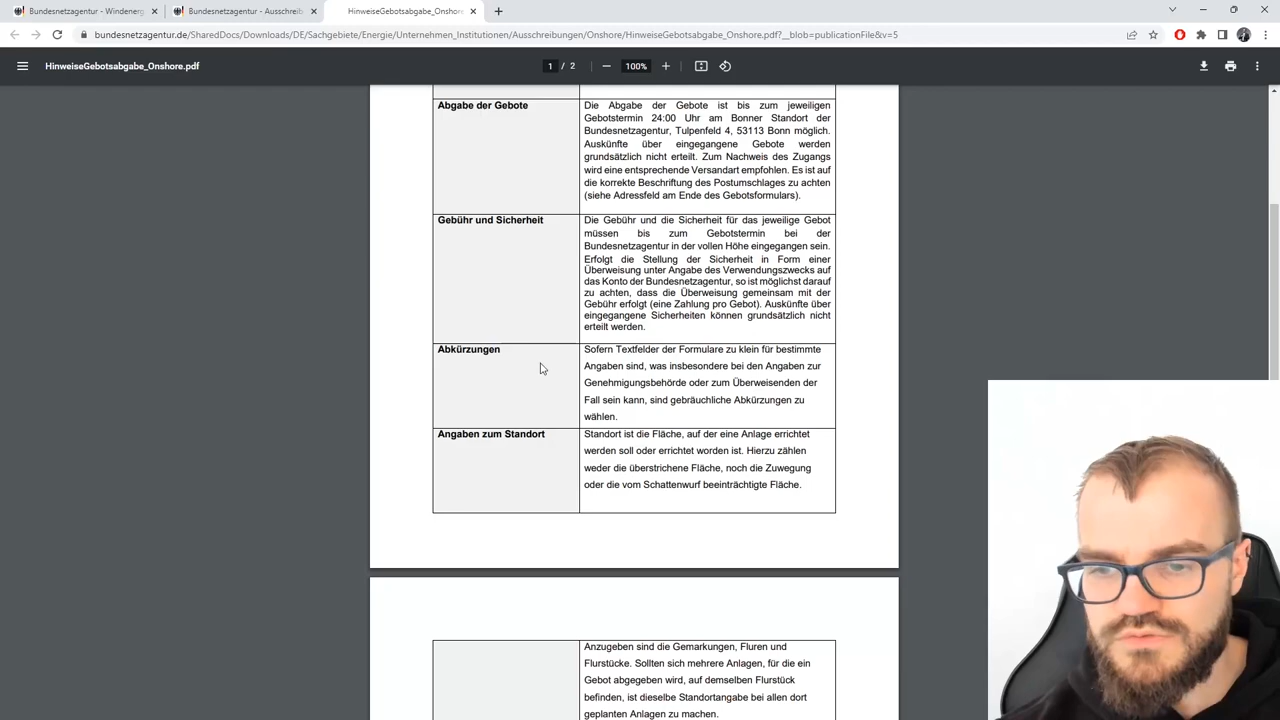 Bundesnetzagentur - Windenerg
Bundesnetzagentur - Ausschreib
HinweiseGebotsabgabe_Onshore.
bundesnetzagentur.de/SharedDocs/Downloads/DE/Sachgebiete/Energie/Unternehmen_Institutionen/Ausschreibungen/Onshore/HinweiseGebotsabgabe_Onshore.pdf?__blob=publicationFile&v=5
HinweiseGebotsabgabe_Onshore.pdf
1 / 2
100%
Abgabe der Gebote
Die Abgabe der Gebote ist bis zum jeweiligen
Gebotstermin 24:00 Uhr am Bonner Standort der
Bundesnetzagentur, Tulpenfeld 4, 53113 Bonn möglich.
Auskünfte über eingegangene Gebote werden
grundsätzlich nicht erteilt. Zum Nachweis des Zugangs
wird eine entsprechende Versandart empfohlen. Es ist auf
die korrekte Beschriftung des Postumschlages zu achten
(siehe Adressfeld am Ende des Gebotsformulars).
Gebühr und Sicherheit
Die Gebühr und die Sicherheit für das jeweilige Gebot
müssen bis zum Gebotstermin bei der
Bundesnetzagentur in der vollen Höhe eingegangen sein.
Erfolgt die Stellung der Sicherheit in Form einer
Überweisung unter Angabe des Verwendungszwecks auf
das Konto der Bundesnetzagentur, so ist möglichst darauf
zu achten, dass die Überweisung gemeinsam mit der
Gebühr erfolgt (eine Zahlung pro Gebot). Auskünfte über
eingegangene Sicherheiten können grundsätzlich nicht
erteilt werden.
Abkürzungen
Sofern Textfelder der Formulare zu klein für bestimmte
Angaben sind, was insbesondere bei den Angaben zur
Genehmigungsbehörde oder zum Überweisenden der
Fall sein kann, sind gebräuchliche Abkürzungen zu
wählen.
Angaben zum Standort
Standort ist die Fläche, auf der eine Anlage errichtet
werden soll oder errichtet worden ist. Hierzu zählen
weder die überstrichene Fläche, noch die Zuwegung
oder die vom Schattenwurf beeinträchtigte Fläche.
Anzugeben sind die Gemarkungen, Fluren und
Flurstücke. Sollten sich mehrere Anlagen, für die ein
Gebot abgegeben wird, auf demselben Flurstück
befinden, ist dieselbe Standortangabe bei allen dort
geplanten Anlagen zu machen.